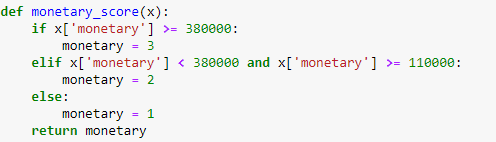 def monetary_score(x):
    if x['monetary'] >= 380000:
        monetary = 3
    elif x['monetary'] < 380000 and x['monetary'] >= 110000:
        monetary = 2
    else:
        monetary = 1
    return monetary